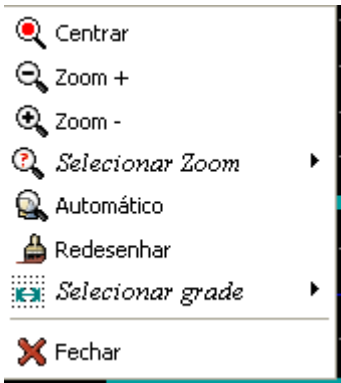 Centrar
Zoom +
Zoom -
Selecionar Zoom
Automático
Redesenhar
Selecionar grade
Fechar